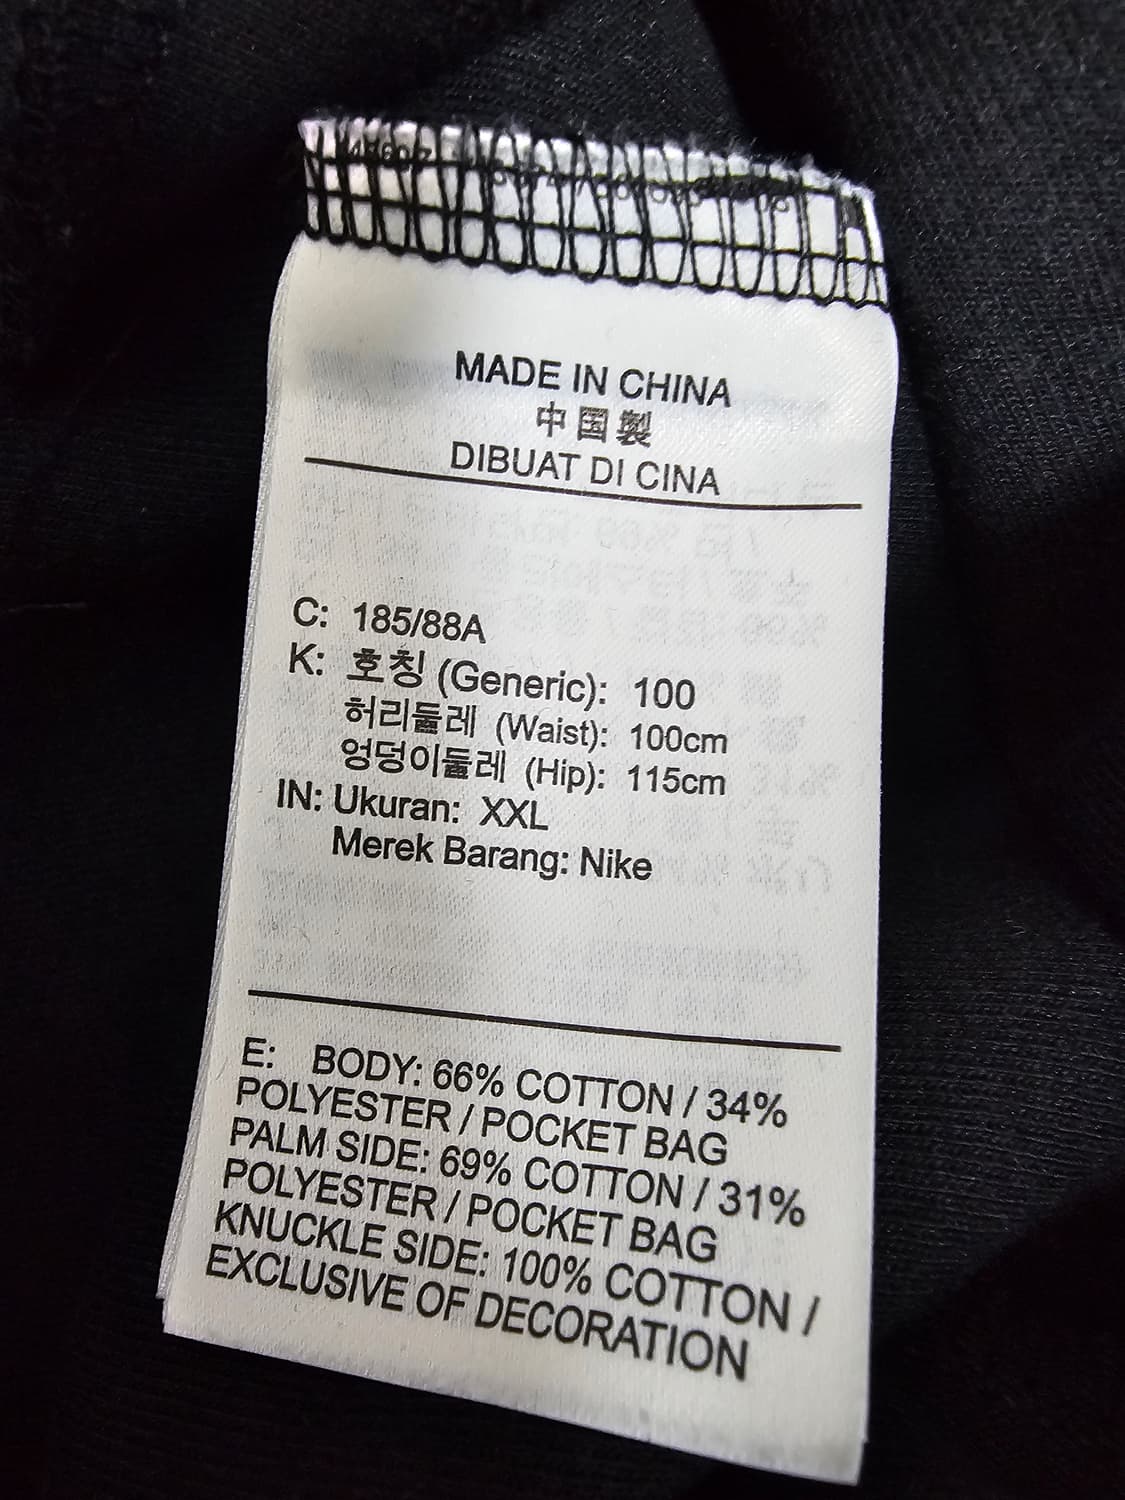 MADE IN CHINA
中国製
DIBUAT DI CINA
C: 185/88A
K: 호칭 (Generic): 100
허리둘레 (Waist): 100cm
엉덩이둘레 (Hip): 115cm
IN: Ukuran: XXL
Merek Barang: Nike
E: BODY: 66% COTTON / 34%
POLYESTER / POCKET BAG
PALM SIDE: 69% COTTON / 31%
POLYESTER / POCKET BAG
KNUCKLE SIDE: 100% COTTON /
EXCLUSIVE OF DECORATION